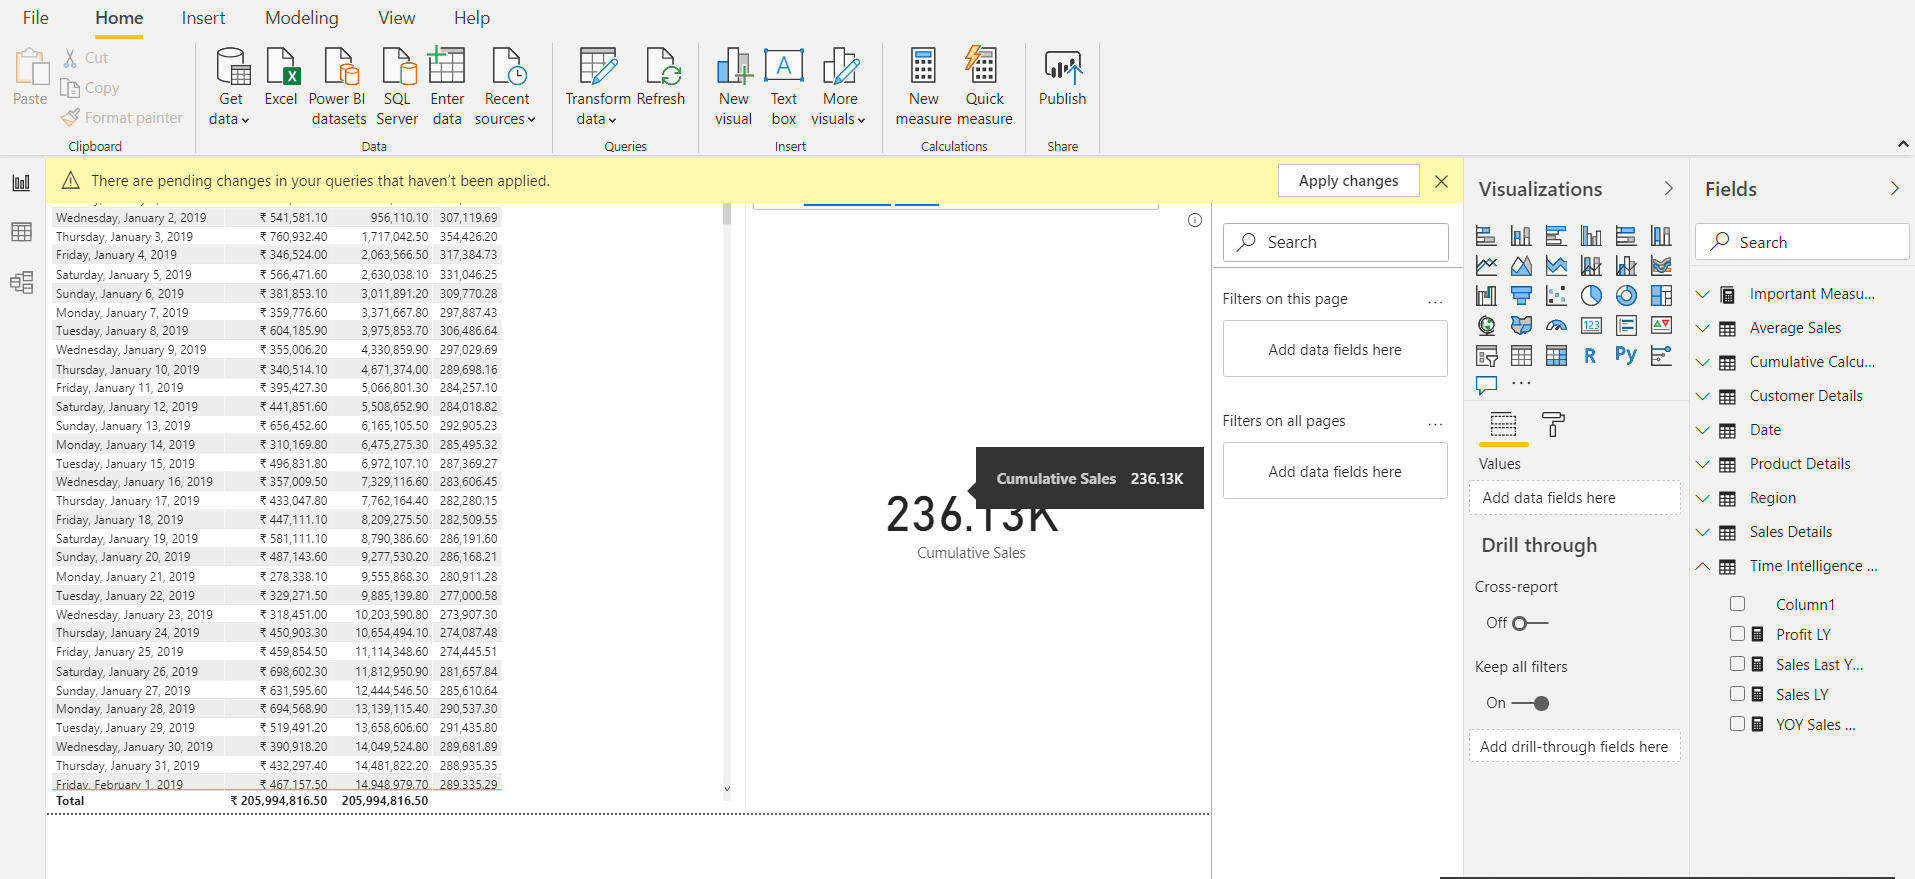 File Home Insert Modeling View Help
Paste
Cut
Copy
Format painter
Clipboard
Get data
Excel
Power BI datasets
SQL Server
Enter data
Recent sources
Data
Transform data
Refresh
Queries
New visual
Text box
More visuals
Insert
New measure
Quick measure
Calculations
Publish
Share
There are pending changes in your queries that haven't been applied.
Apply changes
Wednesday, January 2, 2019 ₹ 541,581.10 956,110.10 307,119.69
Thursday, January 3, 2019 ₹ 760,932.40 1,717,042.50 354,426.20
Friday, January 4, 2019 ₹ 346,524.00 2,063,566.50 317,384.73
Saturday, January 5, 2019 ₹ 566,471.60 2,630,038.10 331,046.25
Sunday, January 6, 2019 ₹ 381,853.10 3,011,891.20 309,770.28
Monday, January 7, 2019 ₹ 359,776.60 3,371,667.80 297,887.43
Tuesday, January 8, 2019 ₹ 604,185.90 3,975,853.70 306,486.64
Wednesday, January 9, 2019 ₹ 355,006.20 4,330,859.90 297,029.69
Thursday, January 10, 2019 ₹ 340,514.10 4,671,374.00 289,698.16
Friday, January 11, 2019 ₹ 395,427.30 5,066,801.30 284,257.10
Saturday, January 12, 2019 ₹ 441,851.60 5,508,652.90 284,018.82
Sunday, January 13, 2019 ₹ 656,452.60 6,165,105.50 292,905.23
Monday, January 14, 2019 ₹ 310,169.80 6,475,275.30 285,495.32
Tuesday, January 15, 2019 ₹ 496,831.80 6,972,107.10 287,369.27
Wednesday, January 16, 2019 ₹ 357,009.50 7,329,116.60 283,606.45
Thursday, January 17, 2019 ₹ 433,047.80 7,762,164.40 282,280.15
Friday, January 18, 2019 ₹ 447,111.10 8,209,275.50 282,509.55
Saturday, January 19, 2019 ₹ 581,111.10 8,790,386.60 286,191.60
Sunday, January 20, 2019 ₹ 487,143.60 9,277,530.20 286,168.21
Monday, January 21, 2019 ₹ 278,338.10 9,555,868.30 280,911.28
Tuesday, January 22, 2019 ₹ 329,271.50 9,885,139.80 277,000.58
Wednesday, January 23, 2019 ₹ 318,451.00 10,203,590.80 273,907.30
Thursday, January 24, 2019 ₹ 450,903.30 10,654,494.10 274,087.48
Friday, January 25, 2019 ₹ 459,854.50 11,114,348.60 274,445.51
Saturday, January 26, 2019 ₹ 698,602.30 11,812,950.90 281,657.84
Sunday, January 27, 2019 ₹ 631,595.60 12,444,546.50 285,610.64
Monday, January 28, 2019 ₹ 694,568.90 13,139,115.40 290,537.30
Tuesday, January 29, 2019 ₹ 519,491.20 13,658,606.60 291,435.80
Wednesday, January 30, 2019 ₹ 390,918.20 14,049,524.80 289,681.89
Thursday, January 31, 2019 ₹ 432,297.40 14,481,822.20 288,935.35
Friday, February 1, 2019 ₹ 467,157.50 14,948,979.70 289,335.29
Total ₹ 205,994,816.50 205,994,816.50
Cumulative Sales 236.13K
236.13K
Cumulative Sales
Search
Filters on this page ...
Add data fields here
Filters on all pages ...
Add data fields here
Visualizations
123
R
Py
...
Values
Add data fields here
Drill through
Cross-report
Off
Keep all filters
On
Add drill-through fields here
Fields
Search
Important Measu...
Average Sales
Cumulative Calcu...
Customer Details
Date
Product Details
Region
Sales Details
Time Intelligence ...
Column1
Profit LY
Sales Last Y...
Sales LY
YOY Sales ...